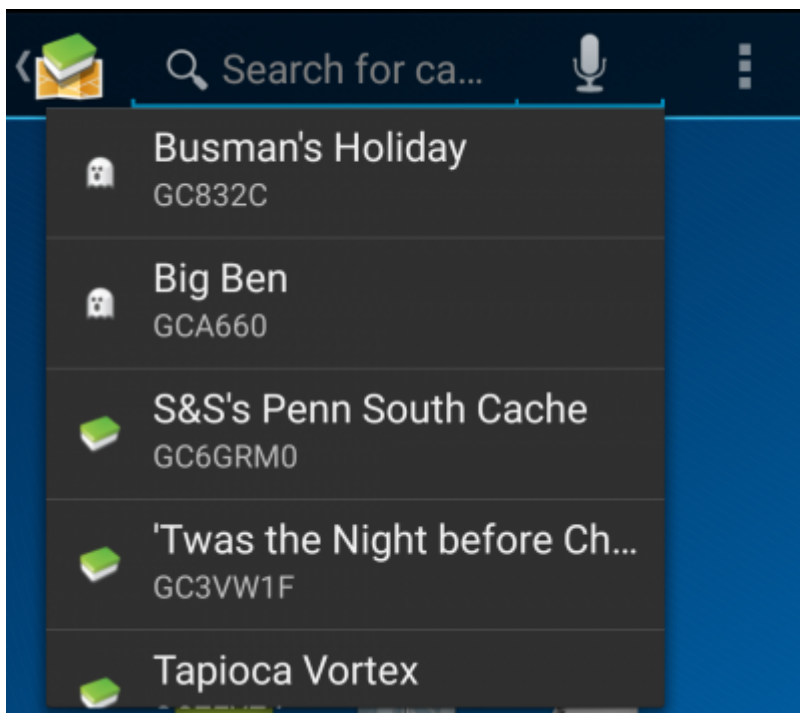 Search for ca...
Busman's Holiday
GC832C
Big Ben
GCA660
S&S's Penn South Cache
GC6GRM0
'Twas the Night before Ch...
GC3VW1F
Tapioca Vortex